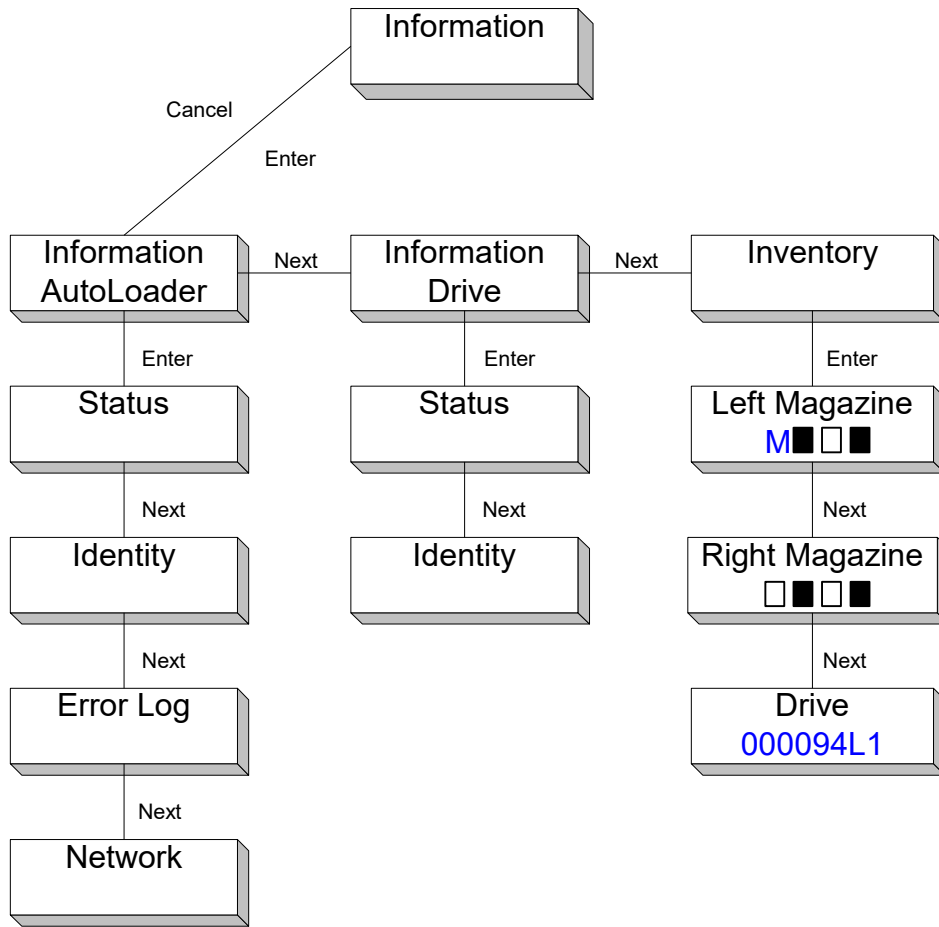 Information
Cancel
Enter
Information
AutoLoader
Next
Information
Drive
Next
Inventory
Enter
Enter
Enter
Status
Status
Left Magazine
M
Next
Next
Next
Identity
Identity
Right Magazine
Next
Next
Error Log
Drive
000094L1
Next
Network